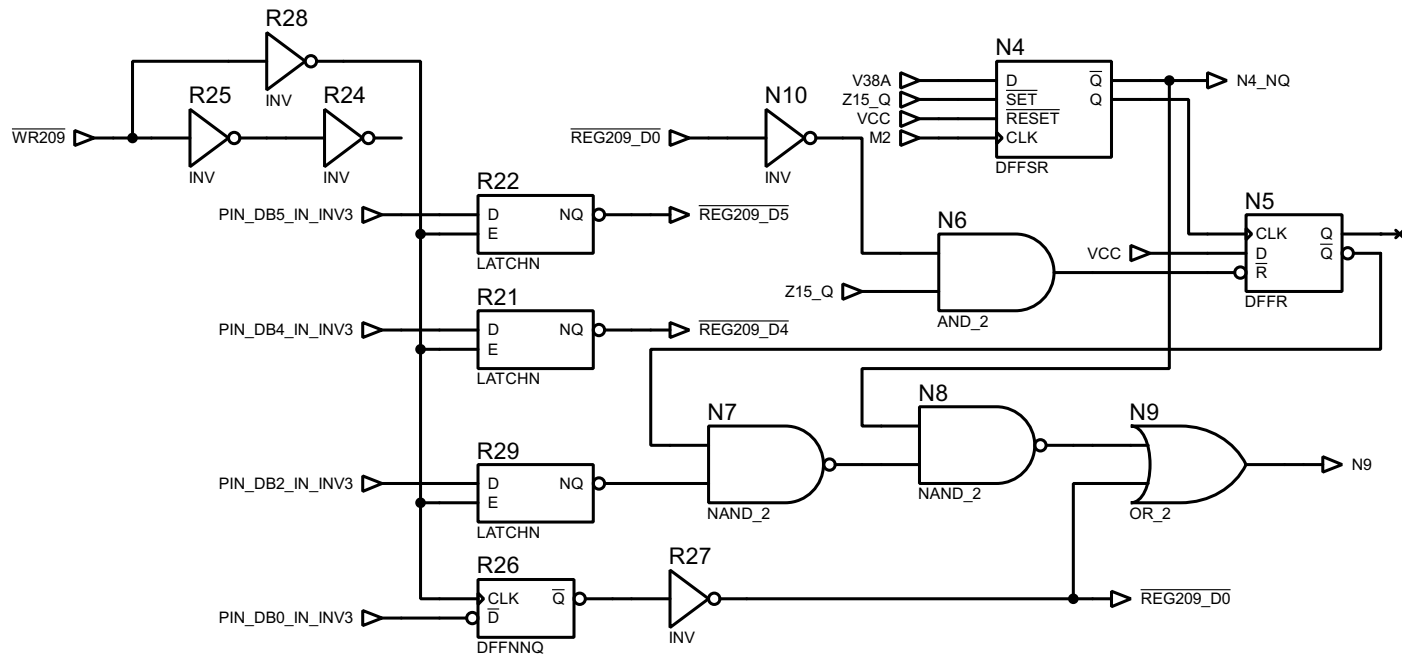 R28
INV
R25
INV
R24
INV
WR209
R22
PIN_DB5_IN_INV3
D
E
NQ
LATCHN
REG209_D5
R21
PIN_DB4_IN_INV3
D
E
NQ
LATCHN
REG209_D4
R29
PIN_DB2_IN_INV3
D
E
NQ
LATCHN
R26
CLK
D
Q
PIN_DB0_IN_INV3
DFFNNQ
R27
INV
REG209_D0
N10
REG209_D0
INV
N4
V38A
Z15_Q
VCC
M2
D
SET
RESET
CLK
Q
Q
DFFSR
N4_NQ
N6
Z15_Q
AND_2
N5
VCC
CLK
D
R
Q
Q
DFFR
N7
NAND_2
N8
NAND_2
N9
OR_2
N9